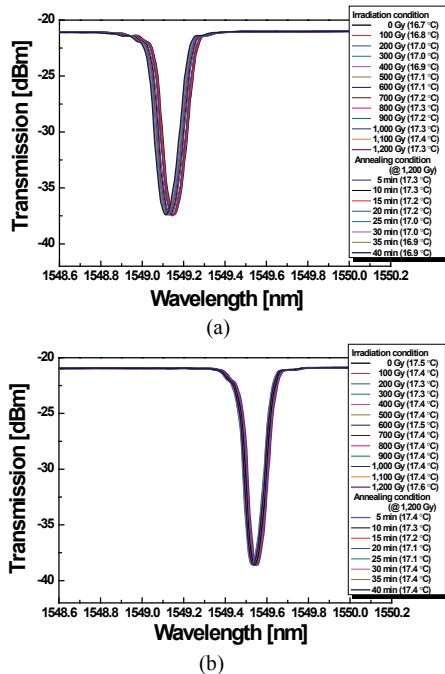 -20
-25
-30
-35
-40
Transmission [dBm]
1548.6 1548.8 1549.0 1549.2 1549.4 1549.6 1549.8 1550.0 1550.2
Wavelength [nm]
Irradiation condition
0 Gy (16.7 °C)
100 Gy (16.8 °C)
200 Gy (17.0 °C)
300 Gy (17.0 °C)
400 Gy (16.9 °C)
500 Gy (17.1 °C)
600 Gy (17.1 °C)
700 Gy (17.2 °C)
800 Gy (17.3 °C)
900 Gy (17.2 °C)
1,000 Gy (17.3 °C)
1,100 Gy (17.4 °C)
1,200 Gy (17.3 °C)
Annealing condition
(@ 1,200 Gy)
5 min (17.3 °C)
10 min (17.3 °C)
15 min (17.2 °C)
20 min (17.2 °C)
25 min (17.0 °C)
30 min (17.0 °C)
35 min (16.9 °C)
40 min (16.9 °C)
(a)
-20
-25
-30
-35
-40
Transmission [dBm]
1548.6 1548.8 1549.0 1549.2 1549.4 1549.6 1549.8 1550.0 1550.2
Wavelength [nm]
Irradiation condition
0 Gy (17.5 °C)
100 Gy (17.4 °C)
200 Gy (17.3 °C)
300 Gy (17.3 °C)
400 Gy (17.4 °C)
500 Gy (17.4 °C)
600 Gy (17.5 °C)
700 Gy (17.4 °C)
800 Gy (17.4 °C)
900 Gy (17.4 °C)
1,000 Gy (17.4 °C)
1,100 Gy (17.4 °C)
1,200 Gy (17.6 °C)
Annealing condition
(@ 1,200 Gy)
5 min (17.4 °C)
10 min (17.3 °C)
15 min (17.2 °C)
20 min (17.1 °C)
25 min (17.1 °C)
30 min (17.4 °C)
35 min (17.4 °C)
40 min (17.4 °C)
(b)